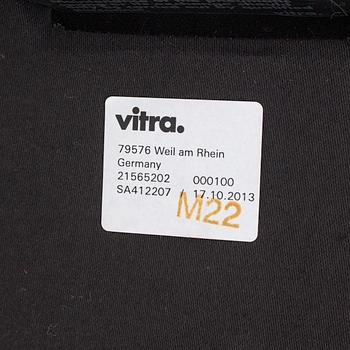 vitra.
79576 Weil am Rhein
Germany
21565202 000100
SA412207 / 17.10.2013
M22